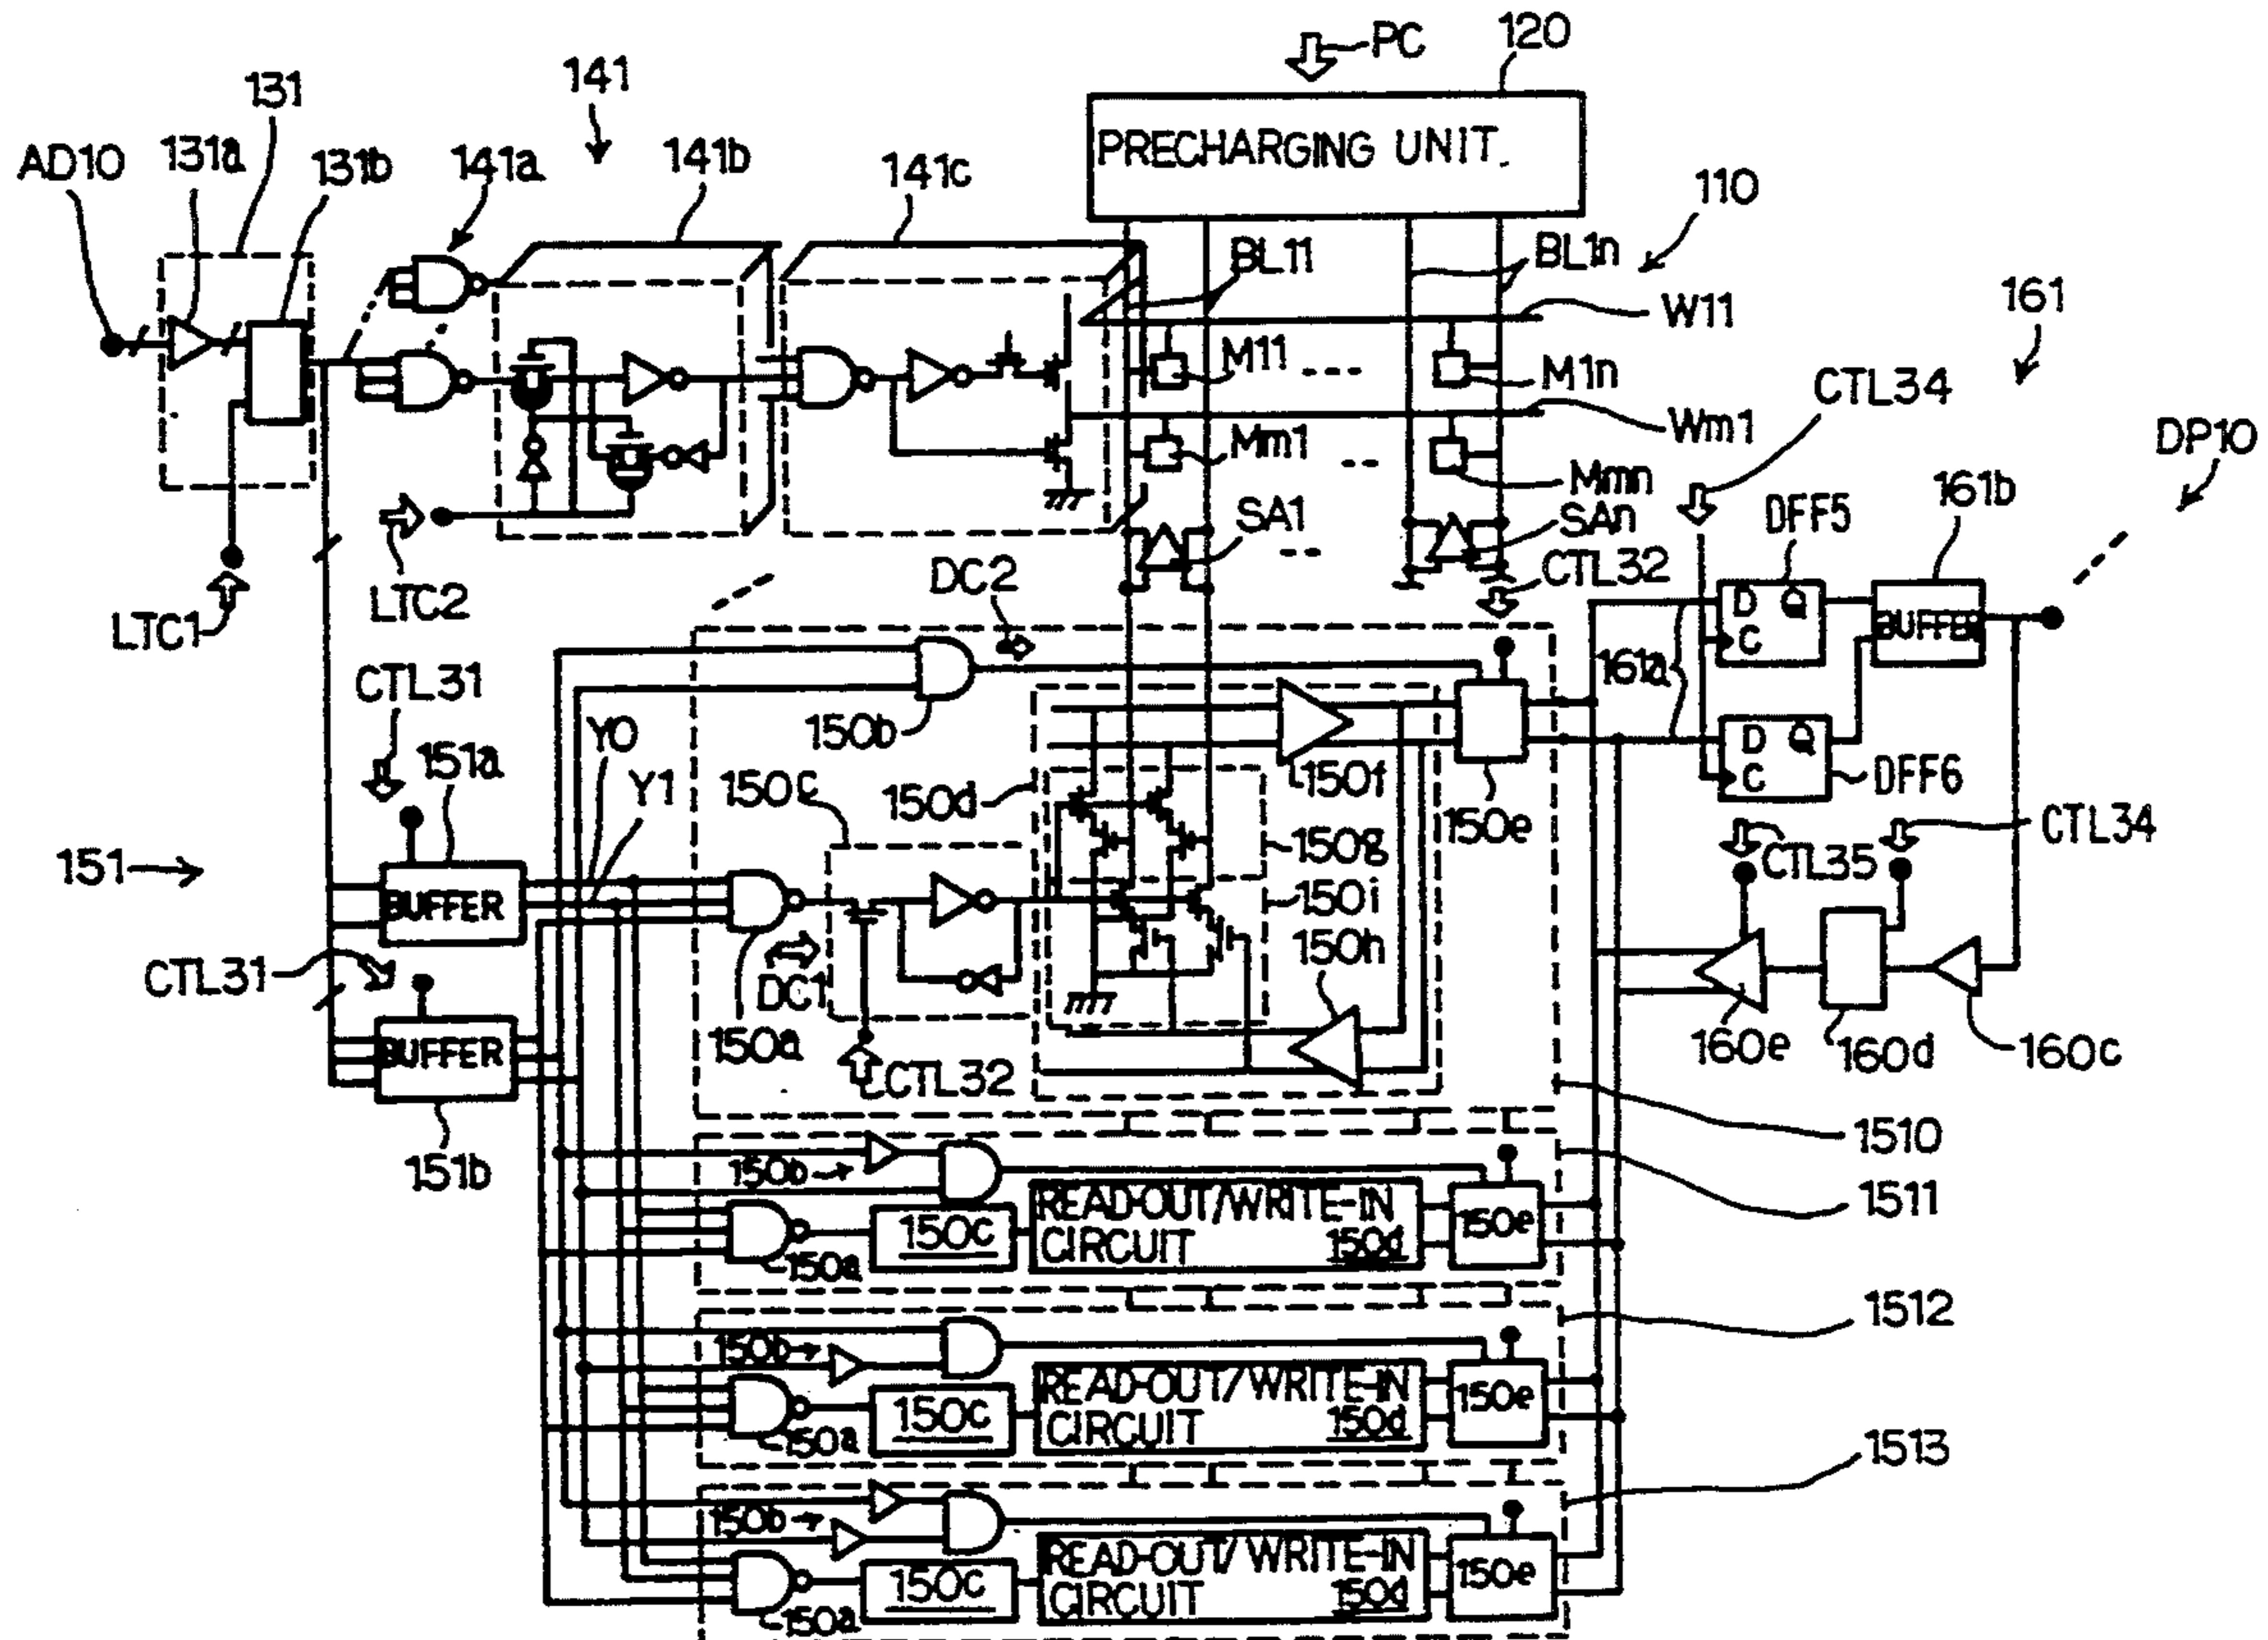 PC
120
141
131
AD10
131a
131b
141a
141b
141c
PRECHARGING UNIT.
110
BL11
BL1n
W11
161
M11
M1n
CTL34
Wm1
Mm1
Mmn
DP10
SA1
SAn
DFF5
161b
LTC1
LTC2
DC2
CTL32
D Q
C
BUFFER
161a
CTL31
Y0
151a
Y1
150b
150c
150d
150f
150e
D Q
C
DFF6
151
BUFFER
150g
150i
CTL35
CTL34
CTL31
DC1
150h
150a
BUFFER
CTL32
160e
160d
160c
151b
1510
150b
READ-OUT/WRITE-IN
CIRCUIT 150d
150c
150e
150a
1511
1512
150b
READ-OUT/WRITE-IN
CIRCUIT 150d
150c
150e
150a
1513
150b
READ-OUT/WRITE-IN
CIRCUIT 150d
150c
150e
150a